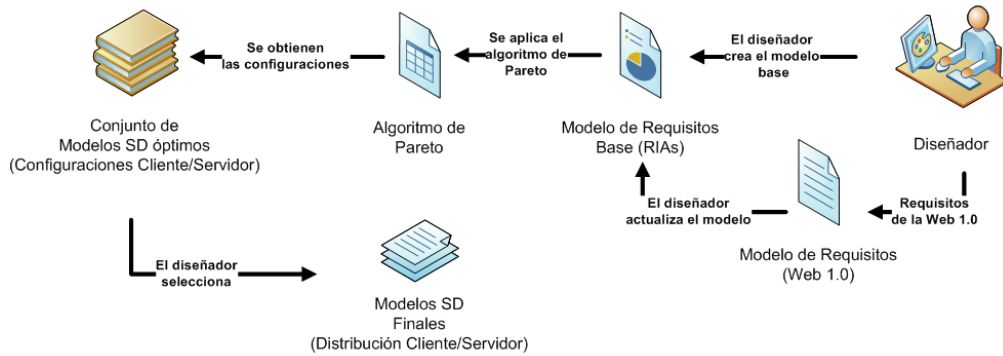 Se obtienen
las configuraciones
Se aplica el
algoritmo de
Pareto
El diseñador
crea el modelo
base
Conjunto de
Modelos SD óptimos
(Configuraciones Cliente/Servidor)
Algoritmo de
Pareto
Modelo de Requisitos
Base (RIAs)
Diseñador
El diseñador
actualiza el modelo
Requisitos
de la Web 1.0
Modelo de Requisitos
(Web 1.0)
El diseñador
selecciona
Modelos SD
Finales
(Distribución Cliente/Servidor)